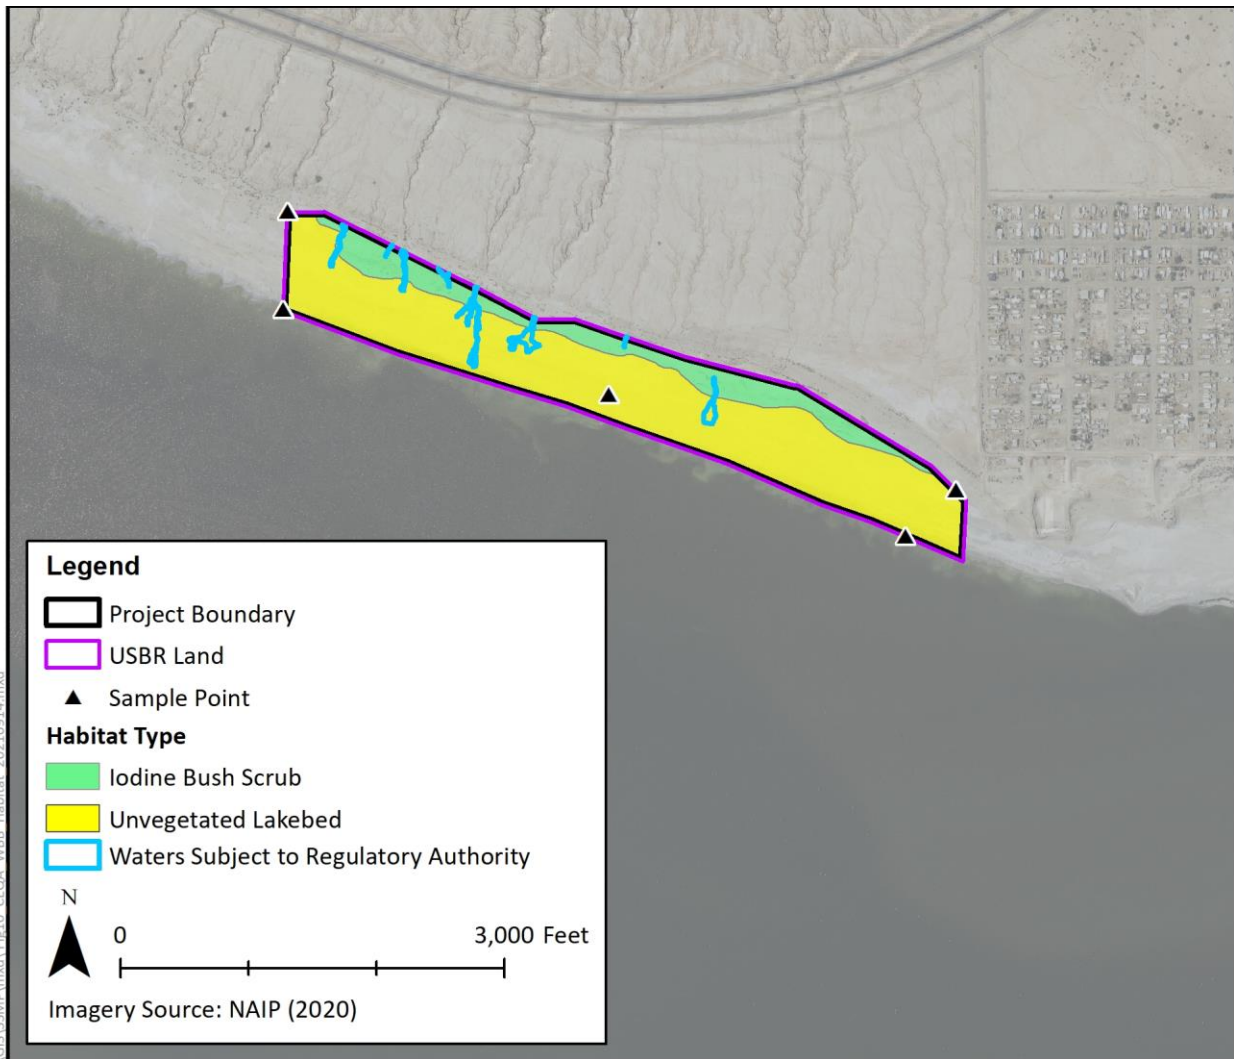 Legend
Project Boundary
USBR Land
Sample Point
Habitat Type
Iodine Bush Scrub
Unvegetated Lakebed
Waters Subject to Regulatory Authority
N
0 3,000 Feet
Imagery Source: NAIP (2020)